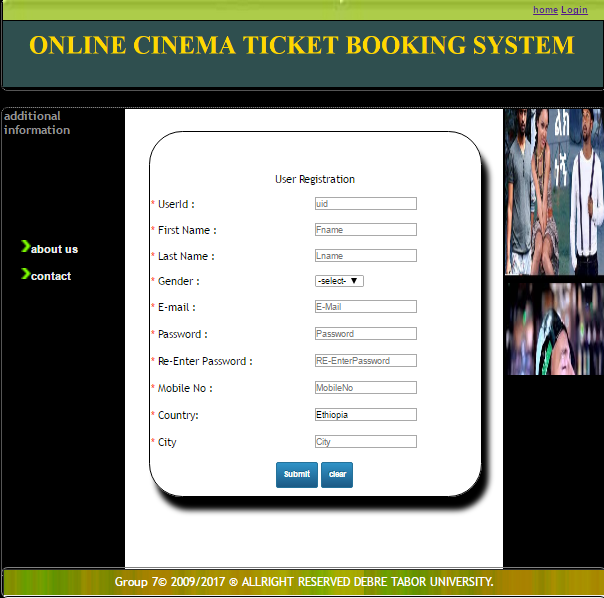 home Login
ONLINE CINEMA TICKET BOOKING SYSTEM
additional
information
about us
contact
User Registration
* UserId : uid
* First Name : Fname
* Last Name : Lname
* Gender : -select- ▼
* E-mail : E-Mail
* Password : Password
* Re-Enter Password : RE-EnterPassword
* Mobile No : MobileNo
* Country: Ethiopia
* City City
Submit clear
Group 7© 2009/2017 ® ALLRIGHT RESERVED DEBRE TABOR UNIVERSITY.